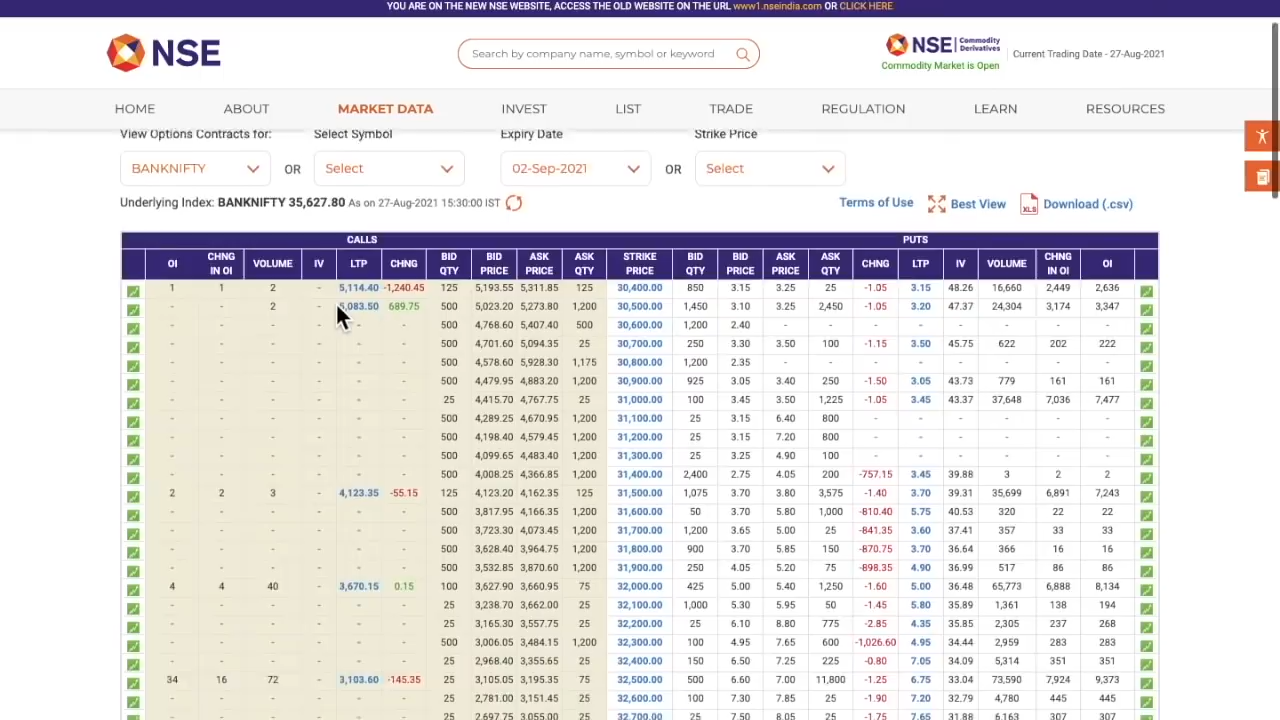 YOU ARE ON THE NEW NSE WEBSITE, ACCESS THE OLD WEBSITE ON THE URL www1.nseindia.com OR CLICK HERE
NSE
Search by company name, symbol or keyword
NSE Commodity Derivatives
Commodity Market is Open
Current Trading Date - 27-Aug-2021
HOME ABOUT MARKET DATA INVEST LIST TRADE REGULATION LEARN RESOURCES
View Options Contracts for: Select Symbol Expiry Date Strike Price
BANKNIFTY OR Select 02-Sep-2021 OR Select
Underlying Index: BANKNIFTY 35,627.80 As on 27-Aug-2021 15:30:00 IST
Terms of Use Best View XLS Download (.csv)
CALLS PUTS
OI CHNG IN OI VOLUME IV LTP CHNG BID QTY BID PRICE ASK PRICE ASK QTY STRIKE PRICE BID QTY BID PRICE ASK PRICE ASK QTY CHNG LTP IV VOLUME CHNG IN OI OI
1 1 2 - 5,114.40 -1,240.45 125 5,193.55 5,311.85 125 30,400.00 850 3.15 3.25 25 -1.05 3.15 48.26 16,660 2,449 2,636
- - 2 - 5,083.50 689.75 500 5,023.20 5,273.80 1,200 30,500.00 1,450 3.10 3.25 2,450 -1.05 3.20 47.37 24,304 3,174 3,347
- - - - - - 500 4,768.60 5,407.40 500 30,600.00 1,200 2.40 - - - - - - - -
- - - - - - 500 4,701.60 5,094.35 25 30,700.00 250 3.30 3.50 100 -1.15 3.50 45.75 622 202 222
- - - - - - 500 4,578.60 5,928.30 1,175 30,800.00 1,200 2.35 - - - - - - - -
- - - - - - 500 4,479.95 4,883.20 1,200 30,900.00 925 3.05 3.40 250 -1.50 3.05 43.73 779 161 161
- - - - - - 25 4,415.70 4,767.75 25 31,000.00 100 3.45 3.50 1,225 -1.05 3.45 43.37 37,648 7,036 7,477
- - - - - - 500 4,289.25 4,670.95 1,200 31,100.00 25 3.15 6.40 800 - - - - - -
- - - - - - 500 4,198.40 4,579.45 1,200 31,200.00 25 3.15 7.20 800 - - - - - -
- - - - - - 500 4,099.65 4,483.40 1,200 31,300.00 25 3.25 4.90 100 - - - - - -
- - - - - - 500 4,008.25 4,366.85 1,200 31,400.00 2,400 2.75 4.05 200 -757.15 3.45 39.88 3 2 2
2 2 3 - 4,123.35 -55.15 125 4,123.20 4,162.35 125 31,500.00 1,075 3.70 3.80 3,575 -1.40 3.70 39.31 35,699 6,891 7,243
- - - - - - 500 3,817.95 4,166.35 1,200 31,600.00 50 3.70 5.80 1,000 -810.40 5.75 40.53 320 22 22
- - - - - - 500 3,723.30 4,073.45 1,200 31,700.00 1,200 3.65 5.00 25 -841.35 3.60 37.41 357 33 33
- - - - - - 500 3,628.40 3,964.75 1,200 31,800.00 900 3.70 5.85 150 -870.75 3.70 36.64 366 16 16
- - - - - - 500 3,532.85 3,870.60 1,200 31,900.00 250 4.05 5.20 75 -898.35 4.90 36.99 517 86 86
4 4 40 - 3,670.15 0.15 100 3,627.90 3,660.95 75 32,000.00 425 5.00 5.40 1,250 -1.60 5.00 36.48 65,773 6,888 8,134
- - - - - - 25 3,238.70 3,662.00 25 32,100.00 1,000 5.30 5.95 50 -1.45 5.80 35.89 1,361 138 194
- - - - - - 25 3,165.30 3,557.75 25 32,200.00 25 6.10 8.80 775 -2.85 4.35 35.85 2,305 237 268
- - - - - - 500 3,006.05 3,484.15 1,200 32,300.00 100 4.95 7.65 600 -1,026.60 4.95 34.44 2,959 283 283
- - - - - - 25 2,968.40 3,355.65 25 32,400.00 150 6.50 7.25 225 -0.80 7.05 34.09 5,314 351 351
34 16 72 - 3,103.60 -145.35 125 3,105.05 3,195.35 75 32,500.00 500 6.60 7.00 11,800 -1.25 6.75 33.04 73,590 7,924 9,373
- - - - - - 25 2,781.00 3,151.45 25 32,600.00 100 7.30 7.85 25 -1.90 7.20 32.79 4,780 445 445
- - - - - - 25 2,697.75 3,055.00 25 32,700.00 25 7.50 8.05 25 -1.75 7.65 31.88 6,163 307 307